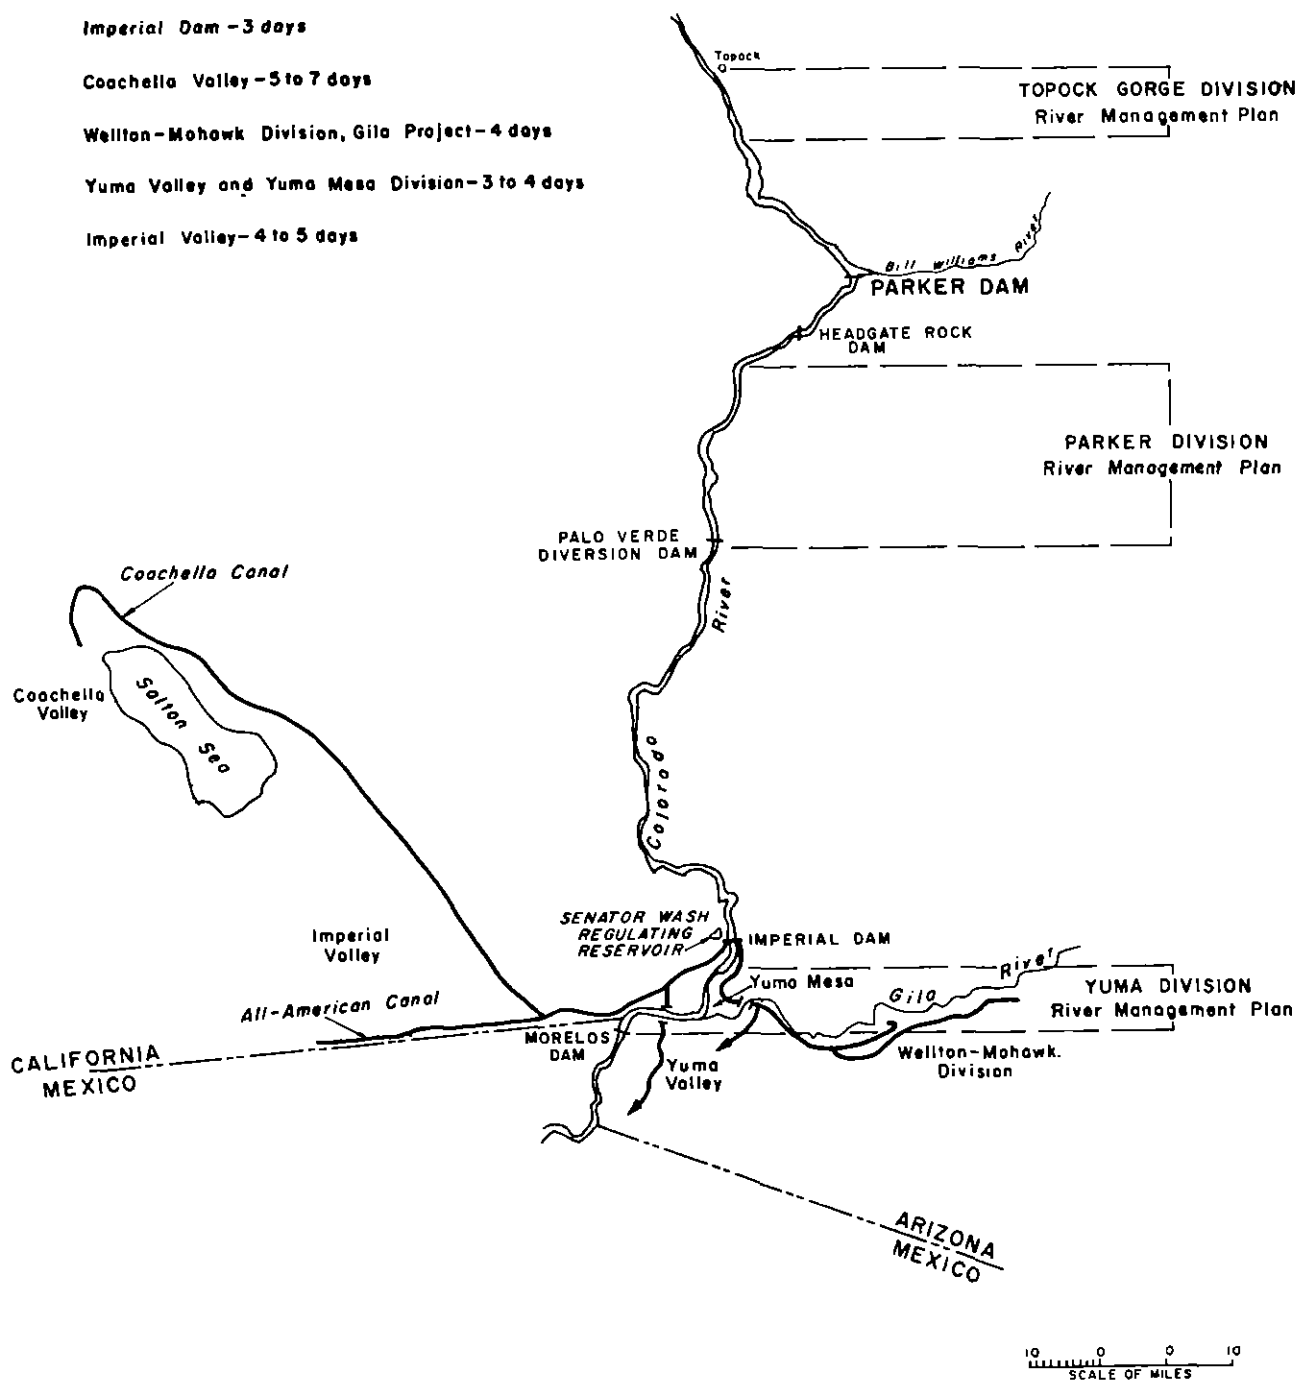 Imperial Dam - 3 days
Coachella Valley - 5 to 7 days
Wellton-Mohawk Division, Gila Project - 4 days
Yuma Valley and Yuma Mesa Division - 3 to 4 days
Imperial Valley - 4 to 5 days
Topock
TOPOCK GORGE DIVISION
River Management Plan
Bill Williams River
PARKER DAM
HEADGATE ROCK
DAM
PARKER DIVISION
River Management Plan
PALO VERDE
DIVERSION DAM
Coachella Canal
River
Coachella
Valley
Salton Sea
Colorado
SENATOR WASH
REGULATING
RESERVOIR
IMPERIAL DAM
Imperial
Valley
Yuma Mesa
Gila River
YUMA DIVISION
River Management Plan
All-American Canal
MORELOS
DAM
Yuma
Valley
Wellton-Mohawk.
Division
CALIFORNIA
MEXICO
ARIZONA
MEXICO
10 0 0 10
SCALE OF MILES